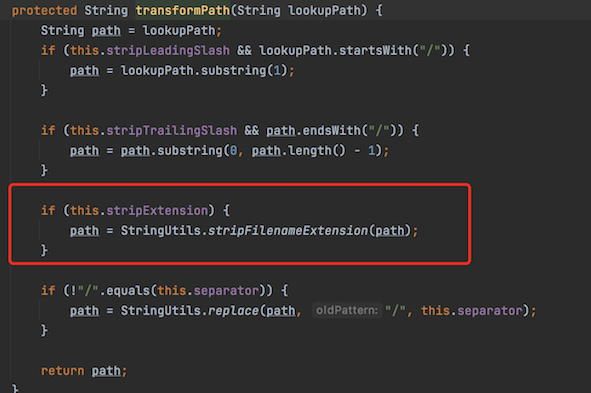 protected String transformPath(String lookupPath) {
String path = lookupPath;
if (this.stripLeadingSlash && lookupPath.startsWith("/")) {
path = lookupPath.substring(1);
}
if (this.stripTrailingSlash && path.endsWith("/")) {
path = path.substring(0, path.length() - 1);
}
if (this.stripExtension) {
path = StringUtils.stripFilenameExtension(path);
}
if (!"/".equals(this.separator)) {
path = StringUtils.replace(path, oldPattern: "/", this.separator);
}
return path;
}